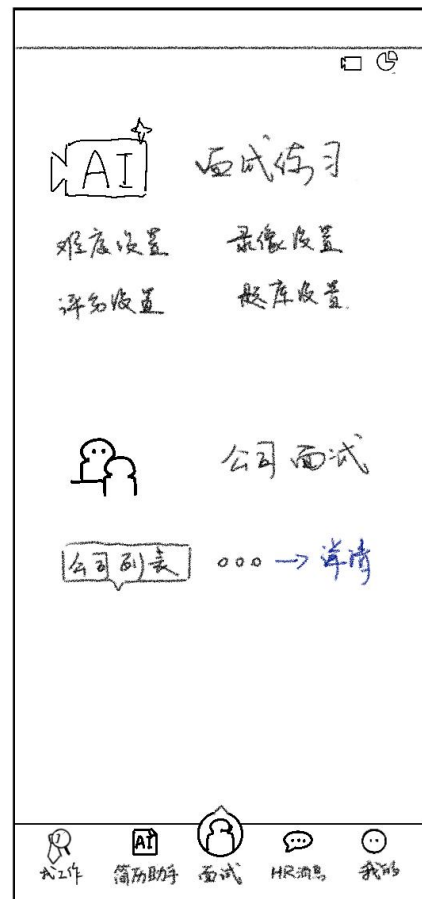 AI 面试练习
难度设置 录像设置
评分设置 题库设置
公司面试
公司列表 → 详情
AI
找工作 简历助手 面试 HR消息 我的